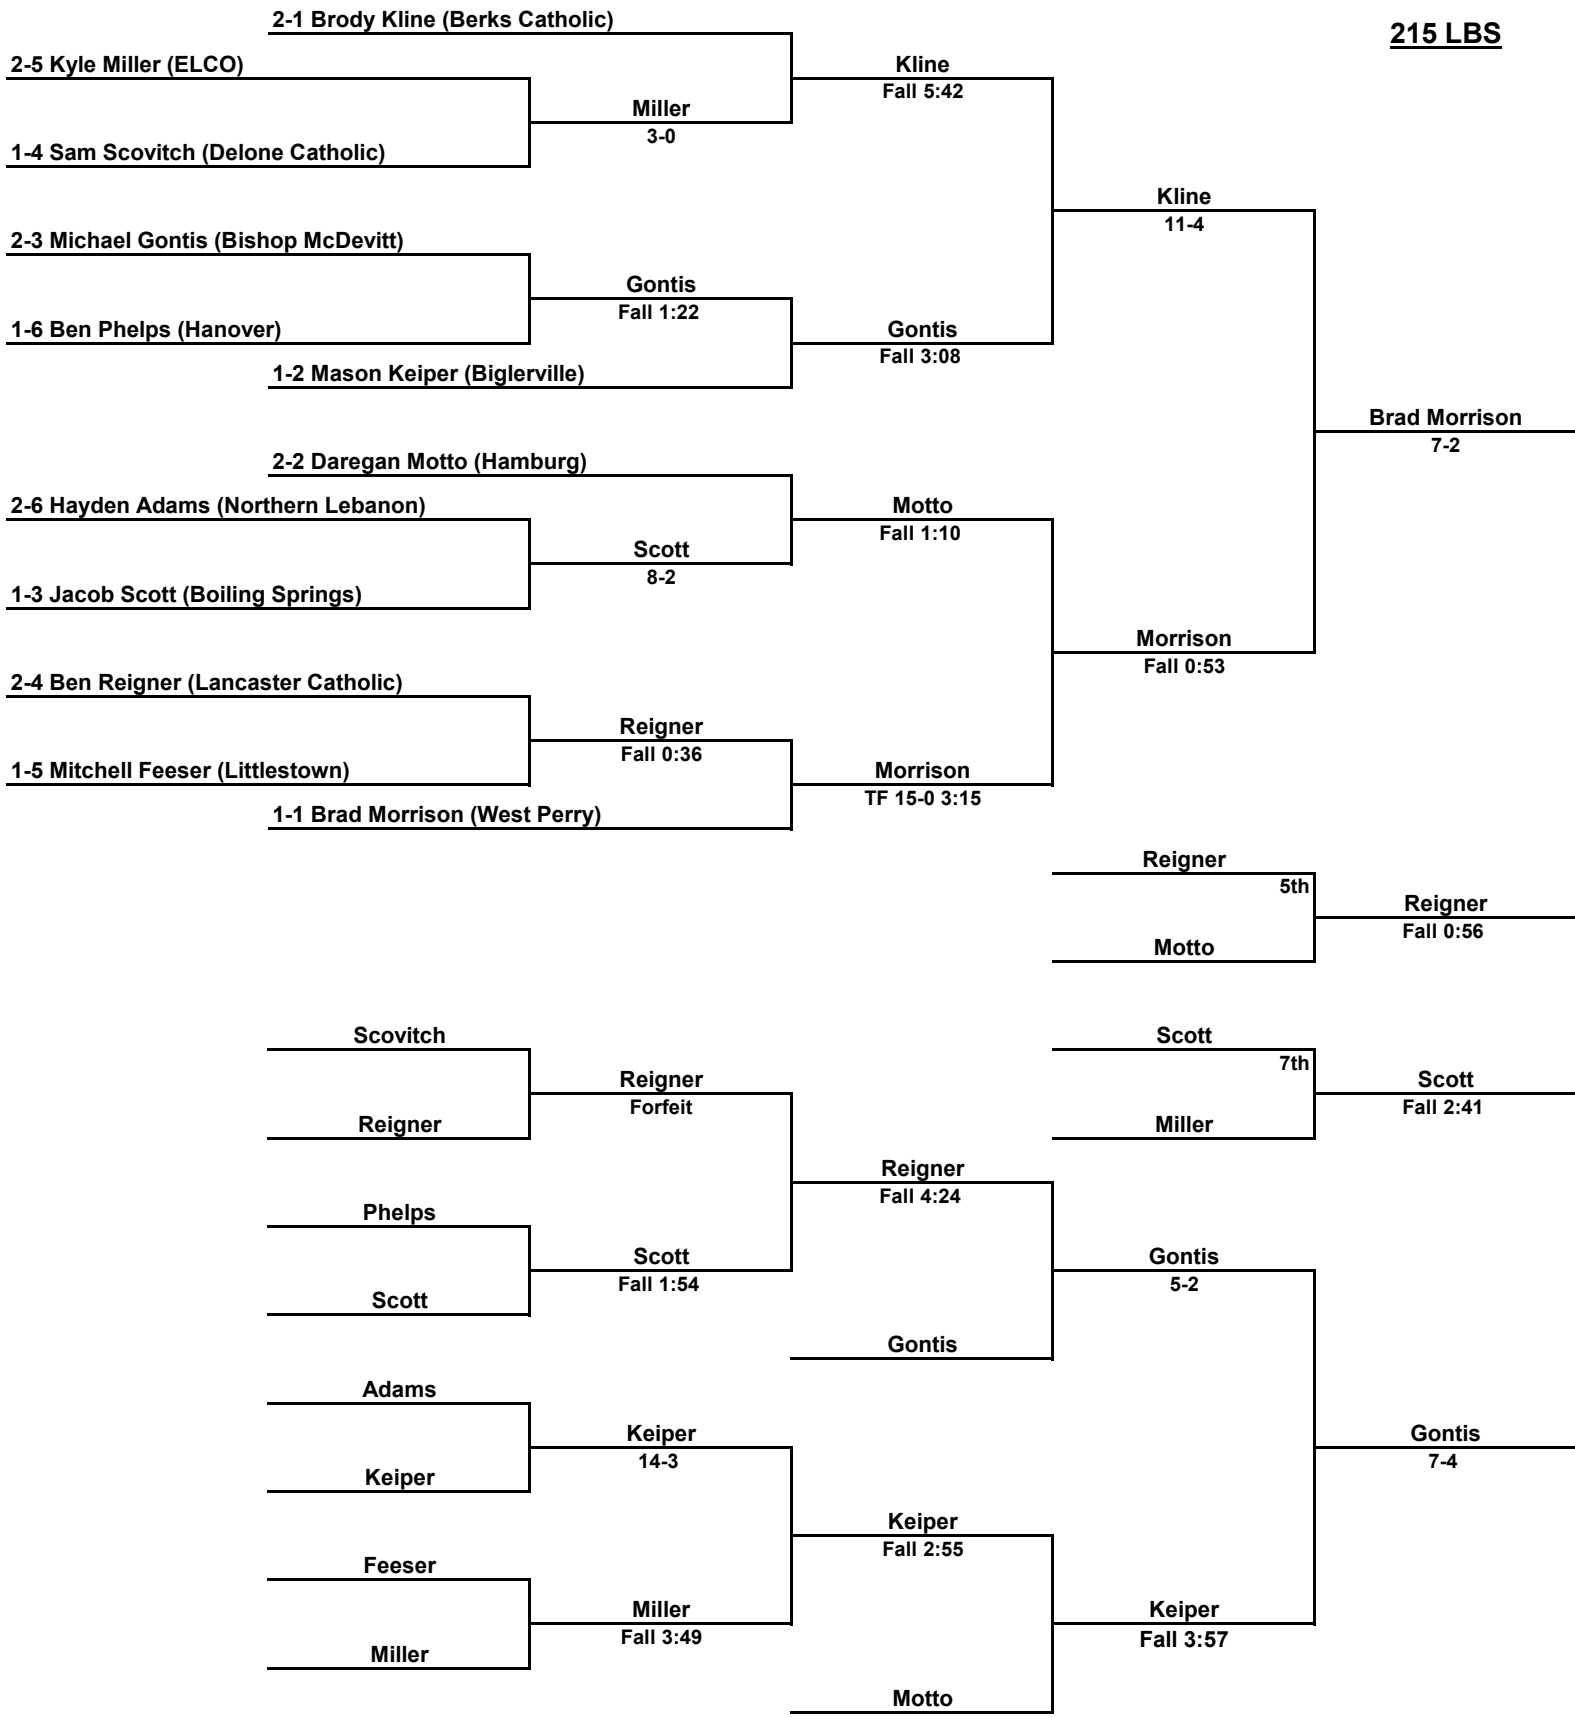 2-1 Brody Kline (Berks Catholic)
215 LBS
2-5 Kyle Miller (ELCO)
Kline
Fall 5:42
Miller
3-0
1-4 Sam Scovitch (Delone Catholic)
Kline
11-4
2-3 Michael Gontis (Bishop McDevitt)
Gontis
Fall 1:22
1-6 Ben Phelps (Hanover)
Gontis
Fall 3:08
1-2 Mason Keiper (Biglerville)
Brad Morrison
7-2
2-2 Daregan Motto (Hamburg)
2-6 Hayden Adams (Northern Lebanon)
Motto
Fall 1:10
Scott
8-2
1-3 Jacob Scott (Boiling Springs)
Morrison
Fall 0:53
2-4 Ben Reigner (Lancaster Catholic)
Reigner
Fall 0:36
1-5 Mitchell Feeser (Littlestown)
Morrison
TF 15-0 3:15
1-1 Brad Morrison (West Perry)
Reigner
5th
Reigner
Fall 0:56
Motto
Scovitch
Scott
7th
Reigner
Forfeit
Scott
Fall 2:41
Reigner
Miller
Reigner
Fall 4:24
Phelps
Scott
Fall 1:54
Gontis
5-2
Scott
Gontis
Adams
Keiper
14-3
Gontis
7-4
Keiper
Keiper
Fall 2:55
Feeser
Miller
Fall 3:49
Keiper
Fall 3:57
Miller
Motto